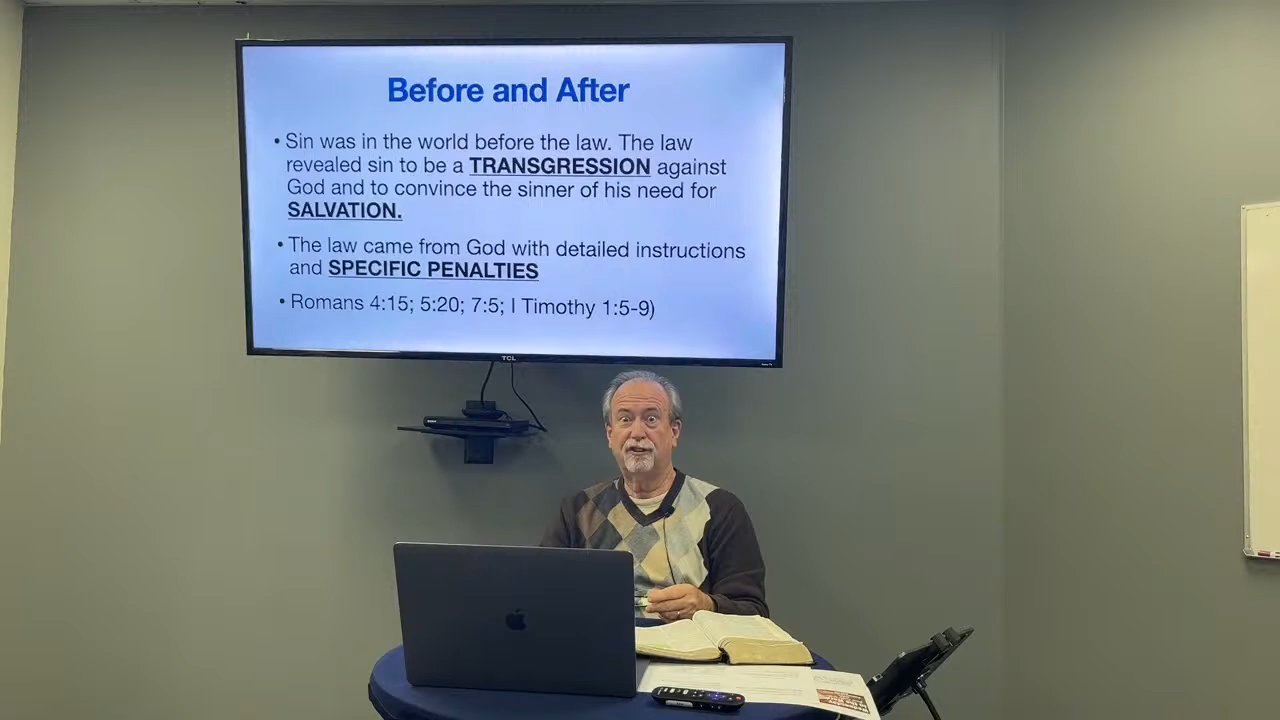 Before and After
• Sin was in the world before the law. The law
revealed sin to be a TRANSGRESSION against
God and to convince the sinner of his need for
SALVATION.
• The law came from God with detailed instructions
and SPECIFIC PENALTIES
• Romans 4:15; 5:20; 7:5; I Timothy 1:5-9)
TCL